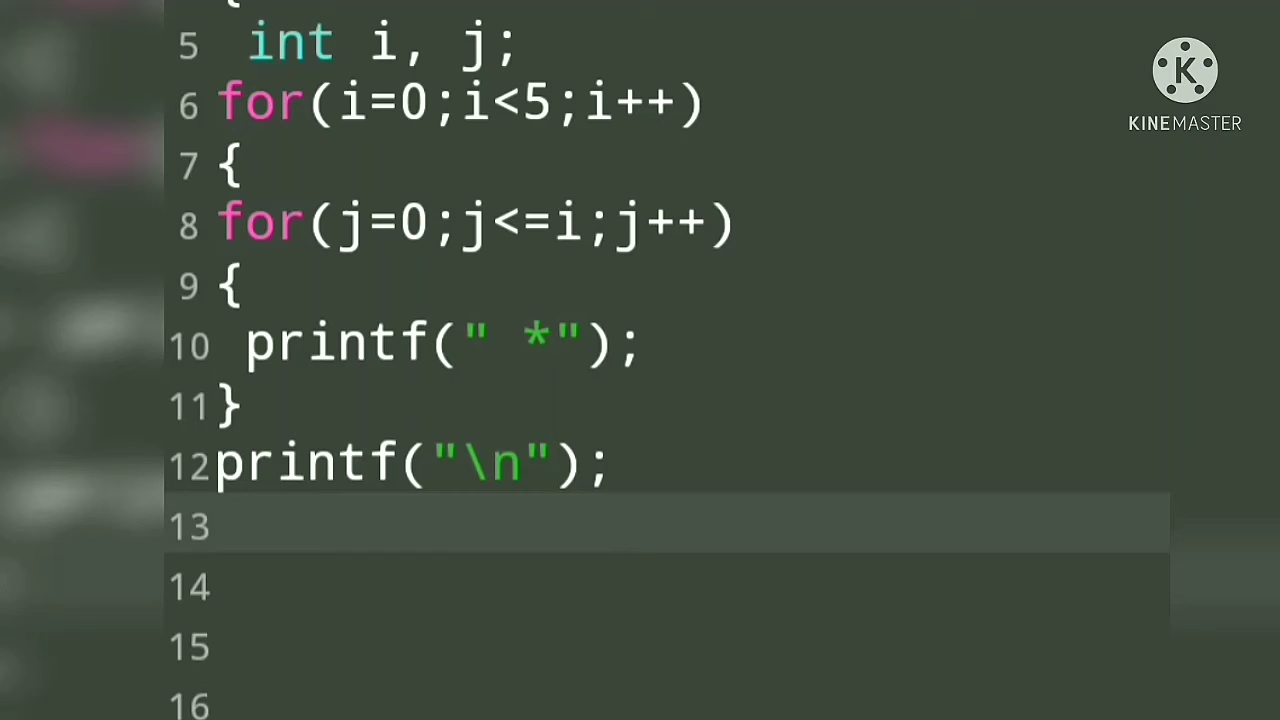 {
5 int i, j;
6 for(i=0;i<5;i++)
7 {
8 for(j=0;j<=i;j++)
9 {
10 printf(" *");
11 }
12 printf("\n");
13
14
15
16
K
KINEMASTER